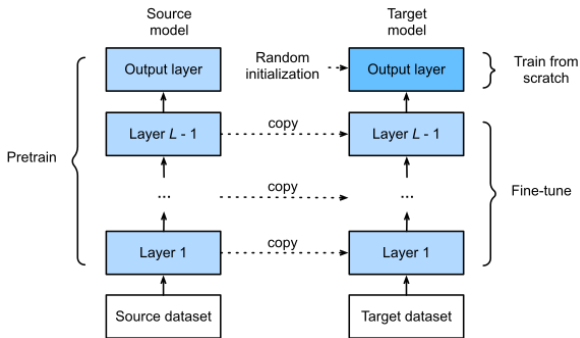 Source
model
Target
model
Output layer
Random
initialization
Output layer
Train from
scratch
Pretrain
Layer L - 1
copy
Layer L - 1
...
copy
...
Fine-tune
Layer 1
copy
Layer 1
Source dataset
Target dataset